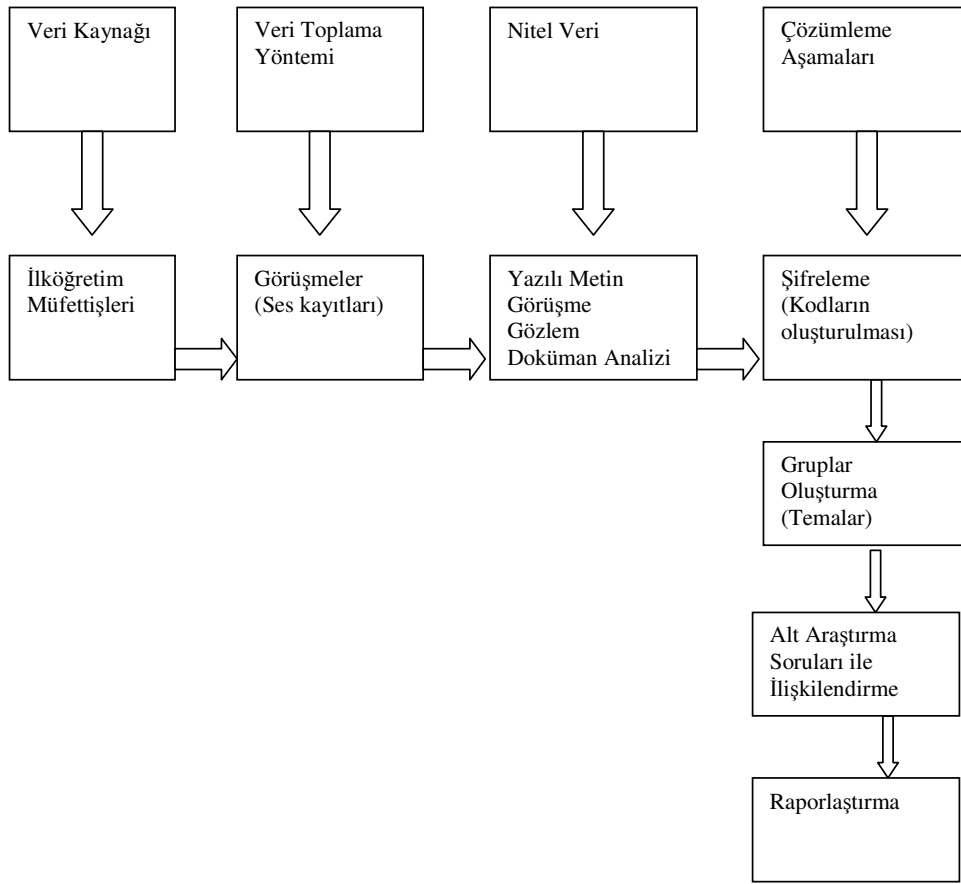 Veri Kaynağı
Veri Toplama
Yöntemi
Nitel Veri
Çözümleme
Aşamaları
İlköğretim
Müfettişleri
Görüşmeler
(Ses kayıtları)
Yazılı Metin
Görüşme
Gözlem
Doküman Analizi
Şifreleme
(Kodların
oluşturulması)
Gruplar
Oluşturma
(Temalar)
Alt Araştırma
Soruları ile
İlişkilendirme
Raporlaştırma